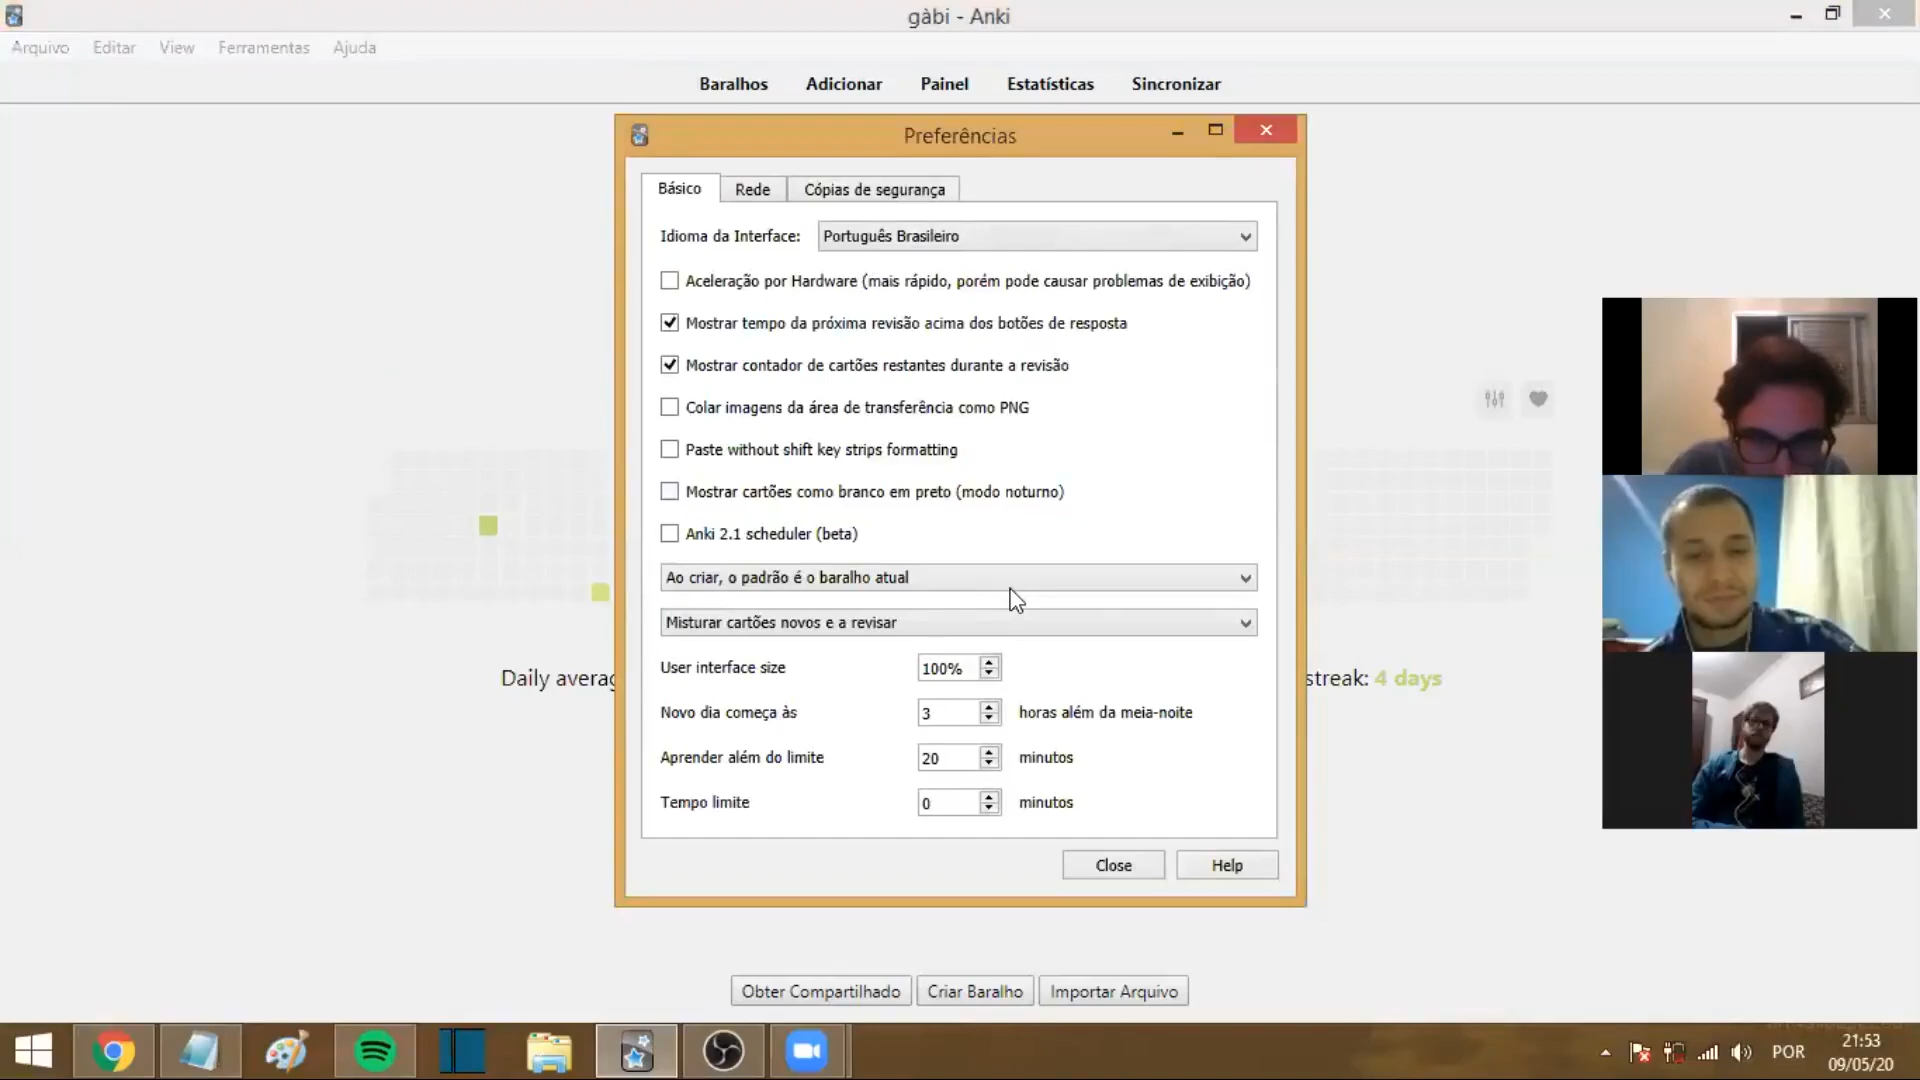 gàbi - Anki
Arquivo Editar View Ferramentas Ajuda
Baralhos Adicionar Painel Estatísticas Sincronizar
Preferências
Básico Rede Cópias de segurança
Idioma da Interface: Português Brasileiro
Aceleração por Hardware (mais rápido, porém pode causar problemas de exibição)
Mostrar tempo da próxima revisão acima dos botões de resposta
Mostrar contador de cartões restantes durante a revisão
Colar imagens da área de transferência como PNG
Paste without shift key strips formatting
Mostrar cartões como branco em preto (modo noturno)
Anki 2.1 scheduler (beta)
Ao criar, o padrão é o baralho atual
Misturar cartões novos e a revisar
User interface size 100%
Daily averag
streak: 4 days
Novo dia começa às 3 horas além da meia-noite
Aprender além do limite 20 minutos
Tempo limite 0 minutos
Close Help
Obter Compartilhado Criar Baralho Importar Arquivo
POR
21:53
09/05/20